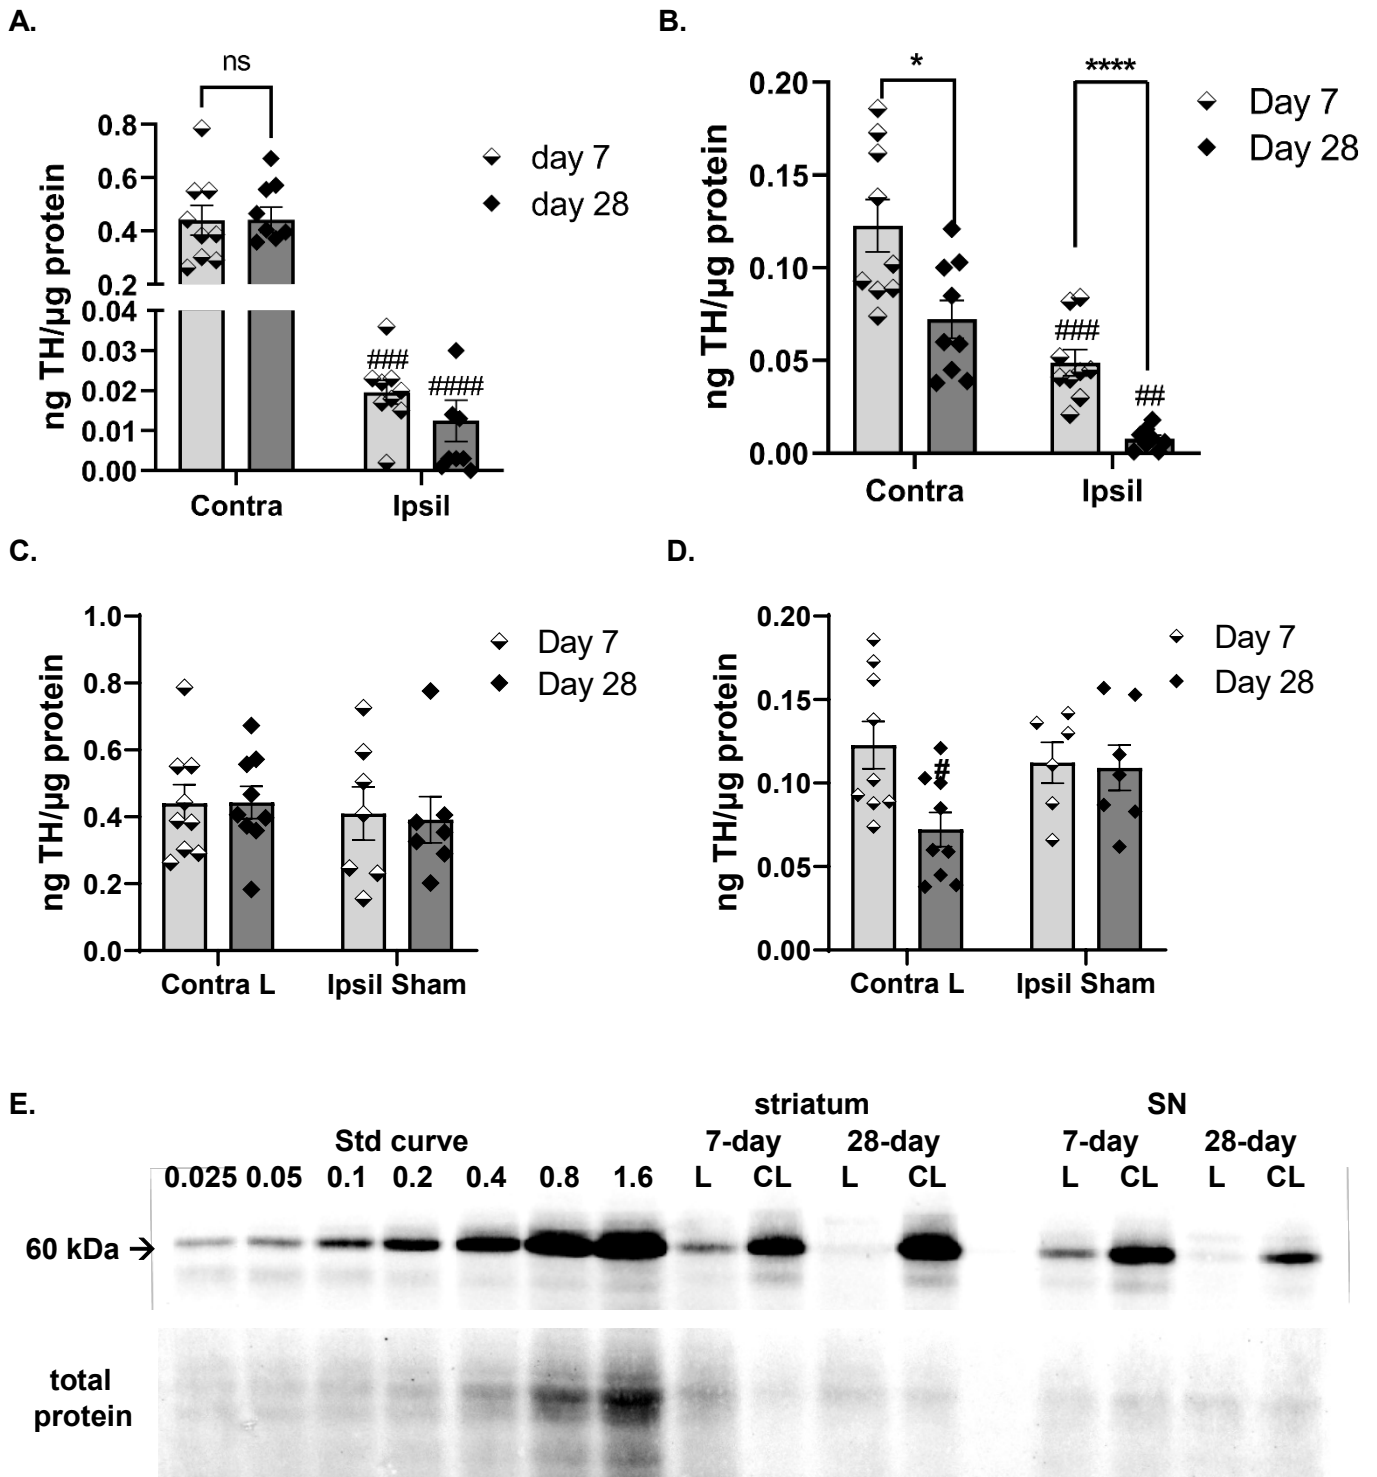 A.
ns
0.8
0.6
0.4
0.2
0.04
0.03
0.02
0.01
0.00
ng TH/µg protein
day 7
day 28
###
####
Contra
Ipsil
B.
*
****
0.20
0.15
0.10
0.05
0.00
ng TH/µg protein
Day 7
Day 28
###
##
Contra
Ipsil
C.
1.0
0.8
0.6
0.4
0.2
0.0
ng TH/µg protein
Day 7
Day 28
Contra L
Ipsil Sham
D.
0.20
0.15
0.10
0.05
0.00
ng TH/µg protein
Day 7
Day 28
#
Contra L
Ipsil Sham
E.
striatum SN
Std curve 7-day 28-day 7-day 28-day
0.025 0.05 0.1 0.2 0.4 0.8 1.6 L CL L CL L CL L CL
60 kDa →
total
protein